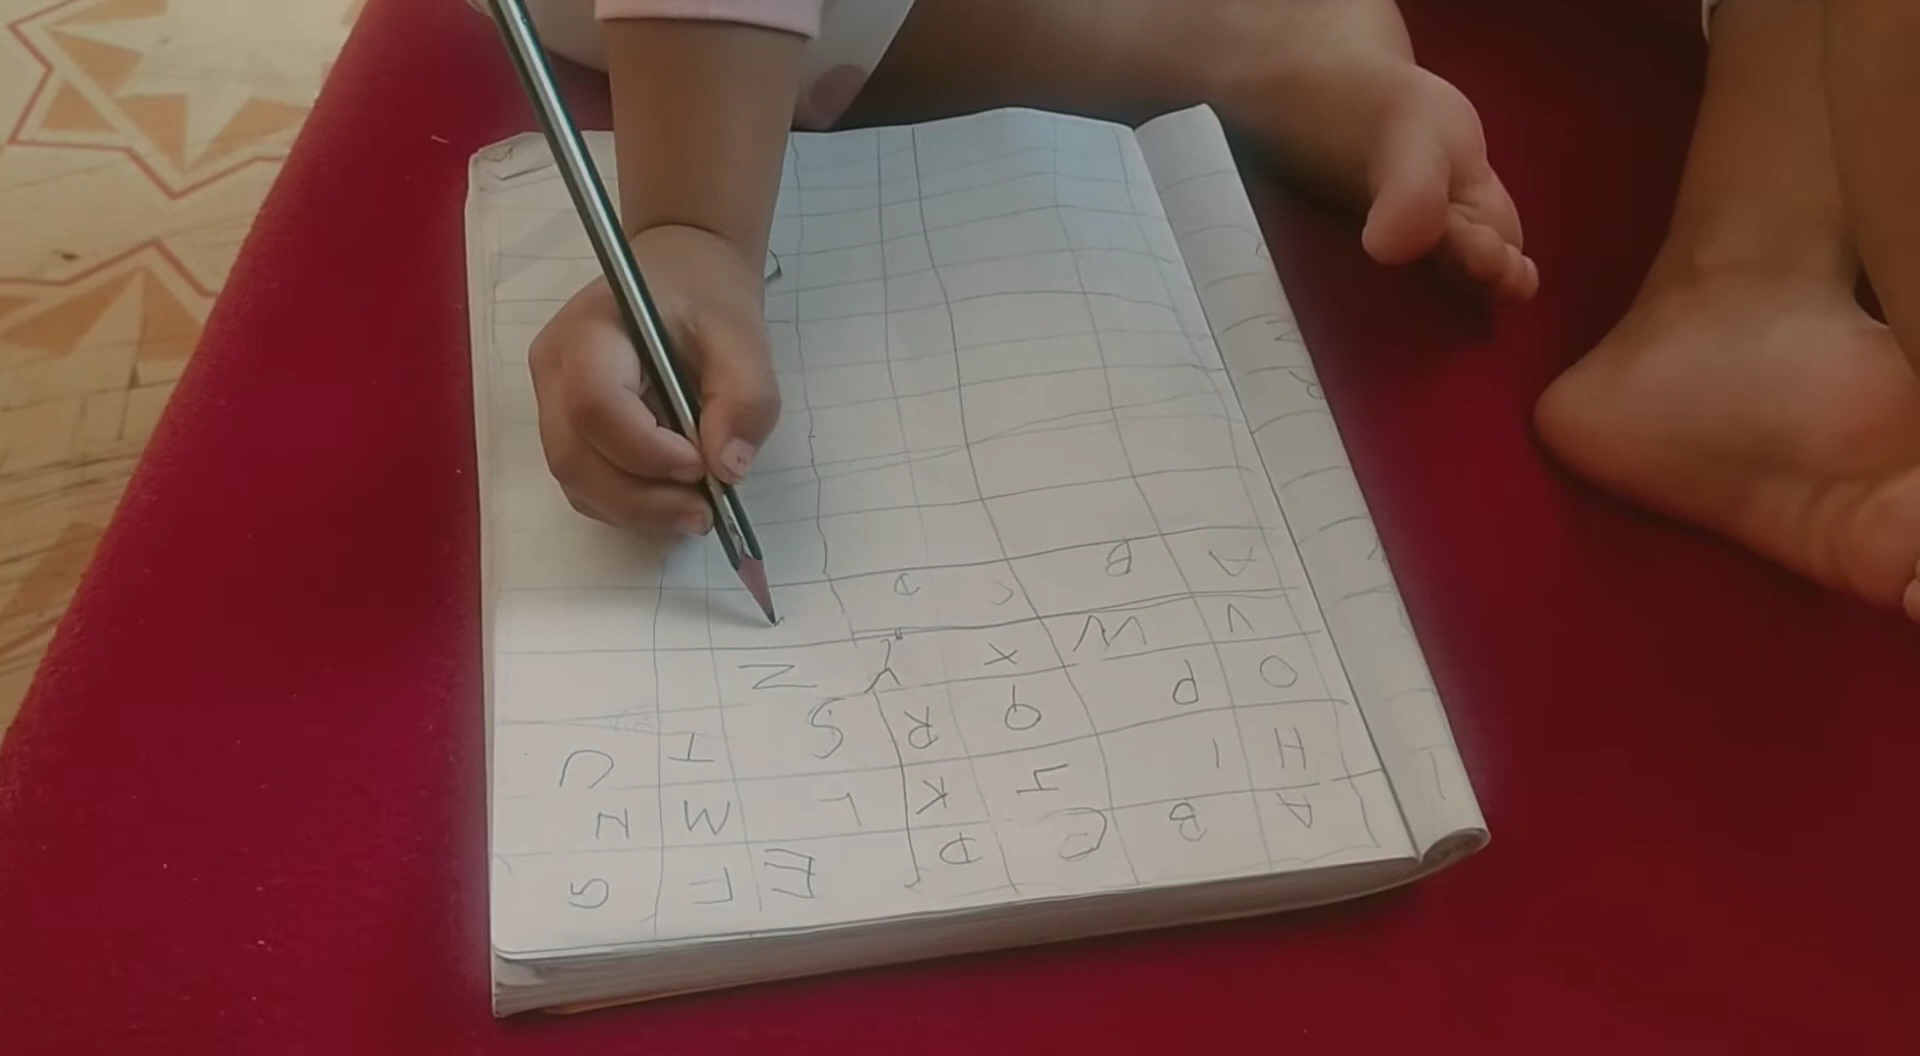 A B C D E F G
H I J K L M N
O P Q R S T U
V W X Y Z
A B C D